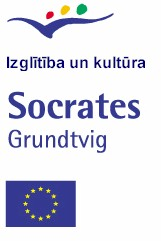 Izglītība un kultūra
Socrates
Grundtvig